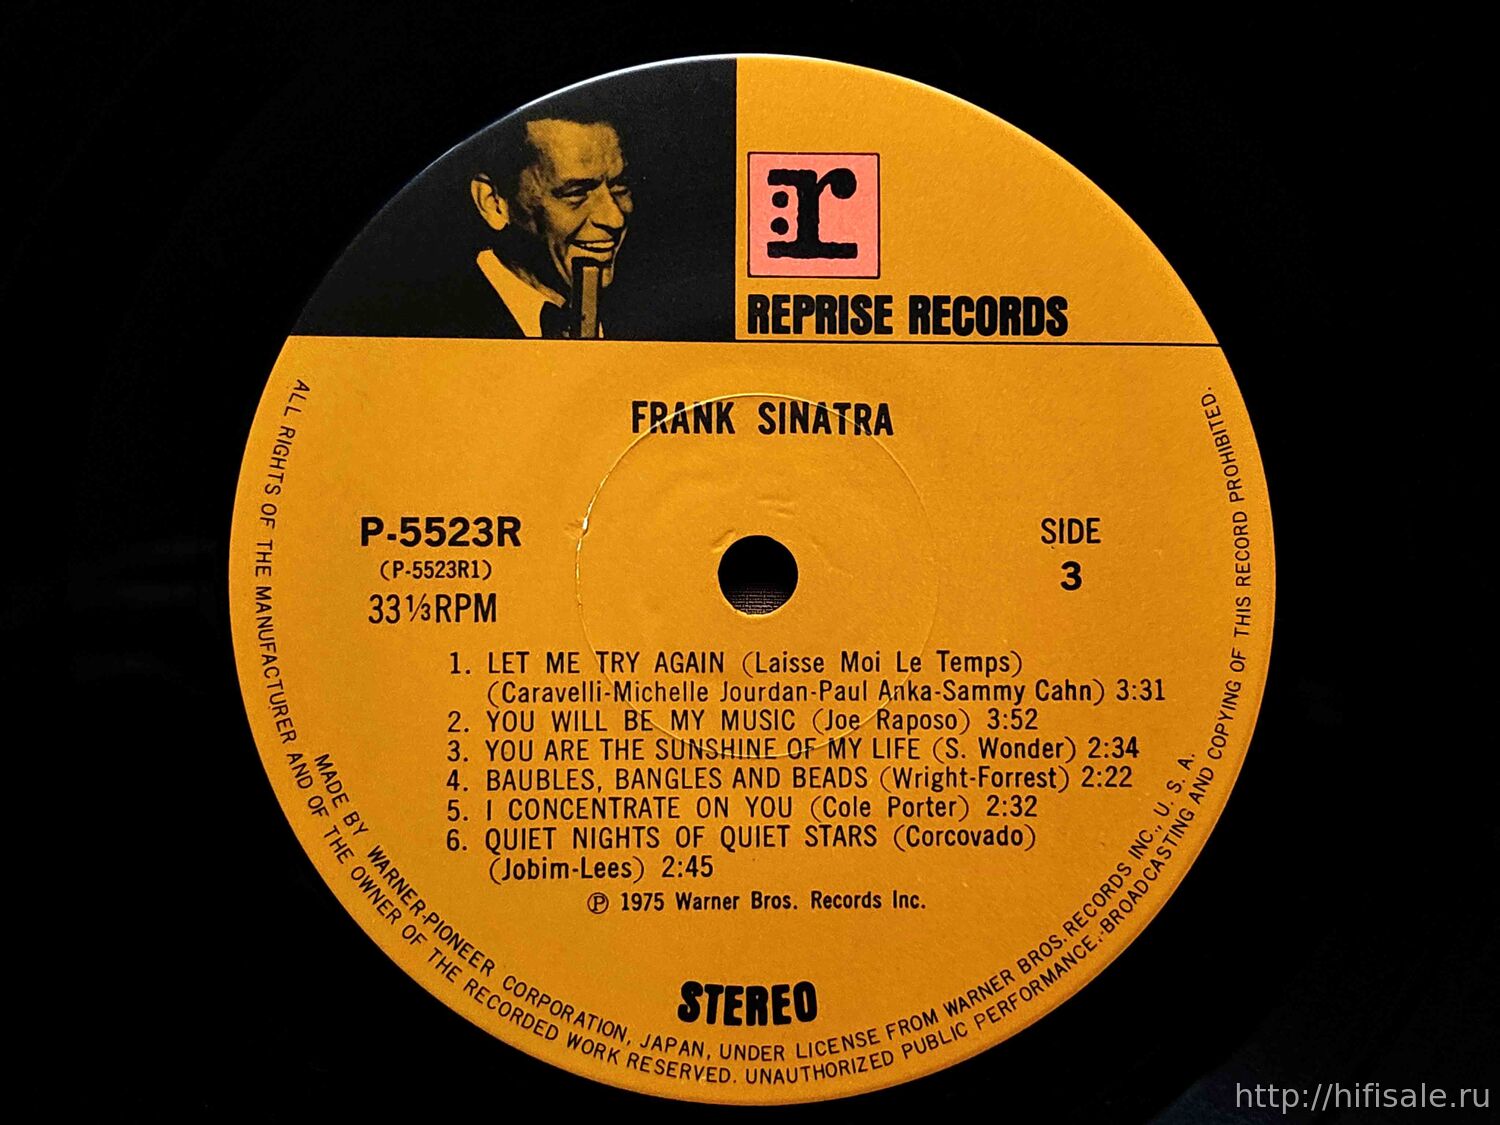 r
REPRISE RECORDS
FRANK SINATRA
P-5523R
(P-5523R1)
33 1/3 RPM
SIDE
3
1. LET ME TRY AGAIN (Laisse Moi Le Temps)
(Caravelli-Michelle Jourdan-Paul Anka-Sammy Cahn) 3:31
2. YOU WILL BE MY MUSIC (Joe Raposo) 3:52
3. YOU ARE THE SUNSHINE OF MY LIFE (S. Wonder) 2:34
4. BAUBLES, BANGLES AND BEADS (Wright-Forrest) 2:22
5. I CONCENTRATE ON YOU (Cole Porter) 2:32
6. QUIET NIGHTS OF QUIET STARS (Corcovado)
(Jobim-Lees) 2:45
℗ 1975 Warner Bros. Records Inc.
STEREO
MADE BY WARNER-PIONEER CORPORATION, JAPAN, UNDER LICENSE FROM WARNER BROS. RECORDS INC., U. S. A.
ALL RIGHTS OF THE MANUFACTURER AND OF THE OWNER OF THE RECORDED WORK RESERVED. UNAUTHORIZED PUBLIC PERFORMANCE, BROADCASTING AND COPYING OF THIS RECORD PROHIBITED.
http://hifisale.ru